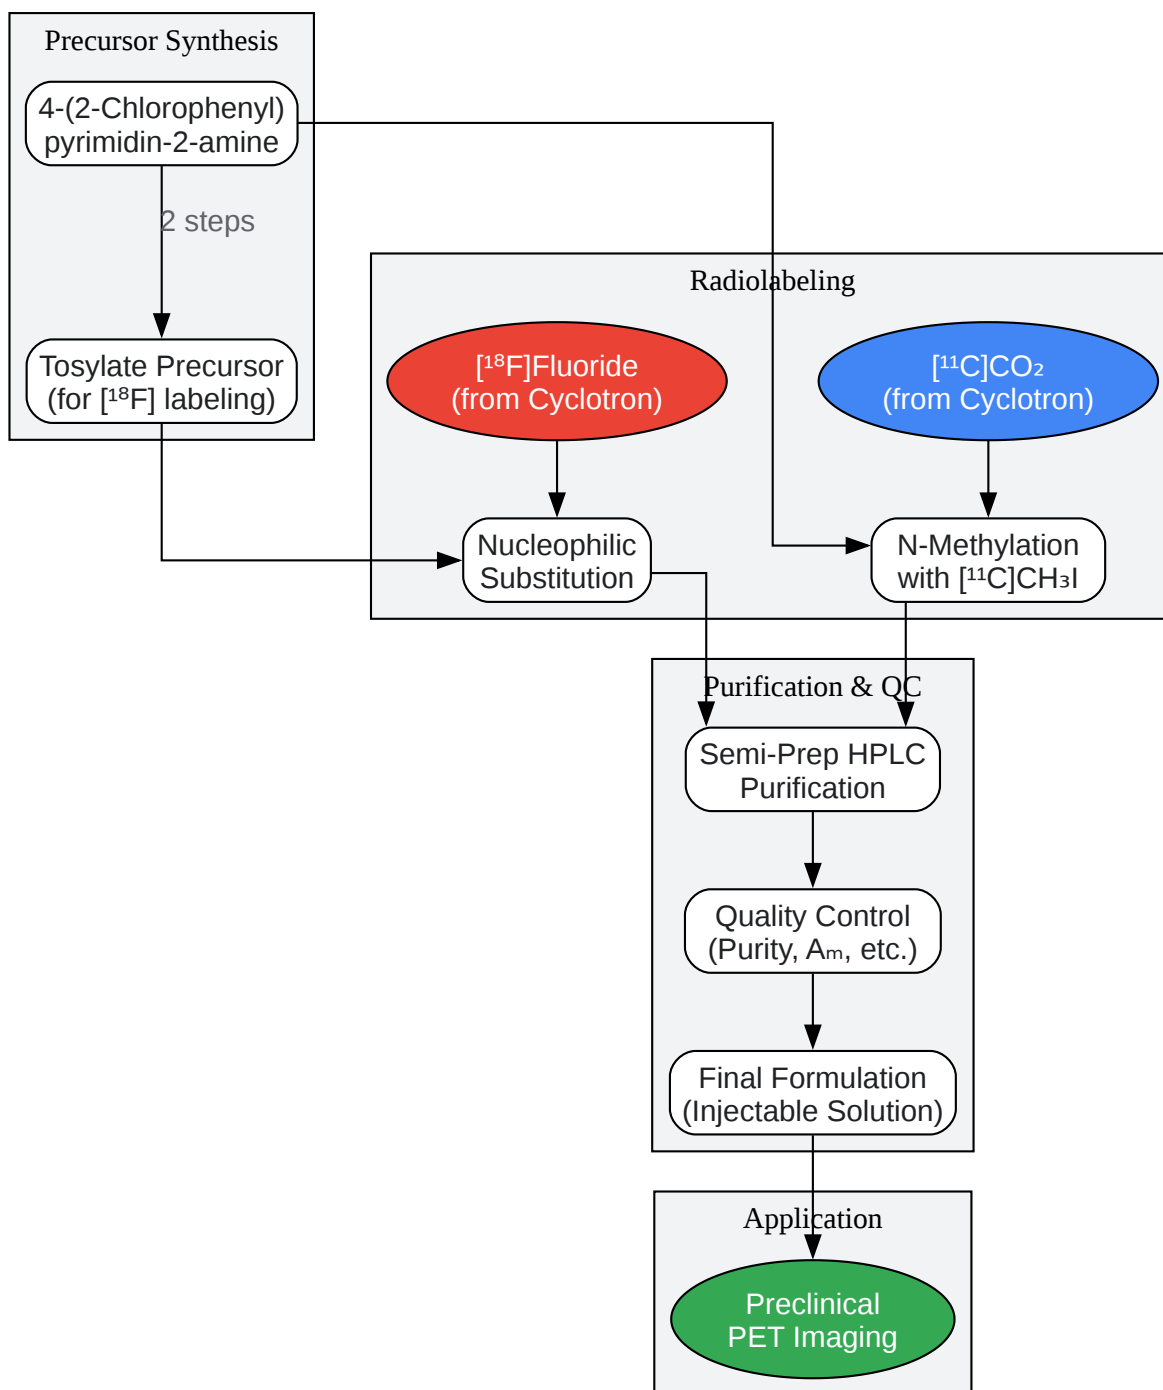 Precursor Synthesis
4-(2-Chlorophenyl)
pyrimidin-2-amine
2 steps
Tosylate Precursor
(for [¹⁸F] labeling)
Radiolabeling
[¹⁸F]Fluoride
(from Cyclotron)
[¹¹C]CO₂
(from Cyclotron)
Nucleophilic
Substitution
N-Methylation
with [¹¹C]CH₃I
Purification & QC
Semi-Prep HPLC
Purification
Quality Control
(Purity, Aₘ, etc.)
Final Formulation
(Injectable Solution)
Application
Preclinical
PET Imaging